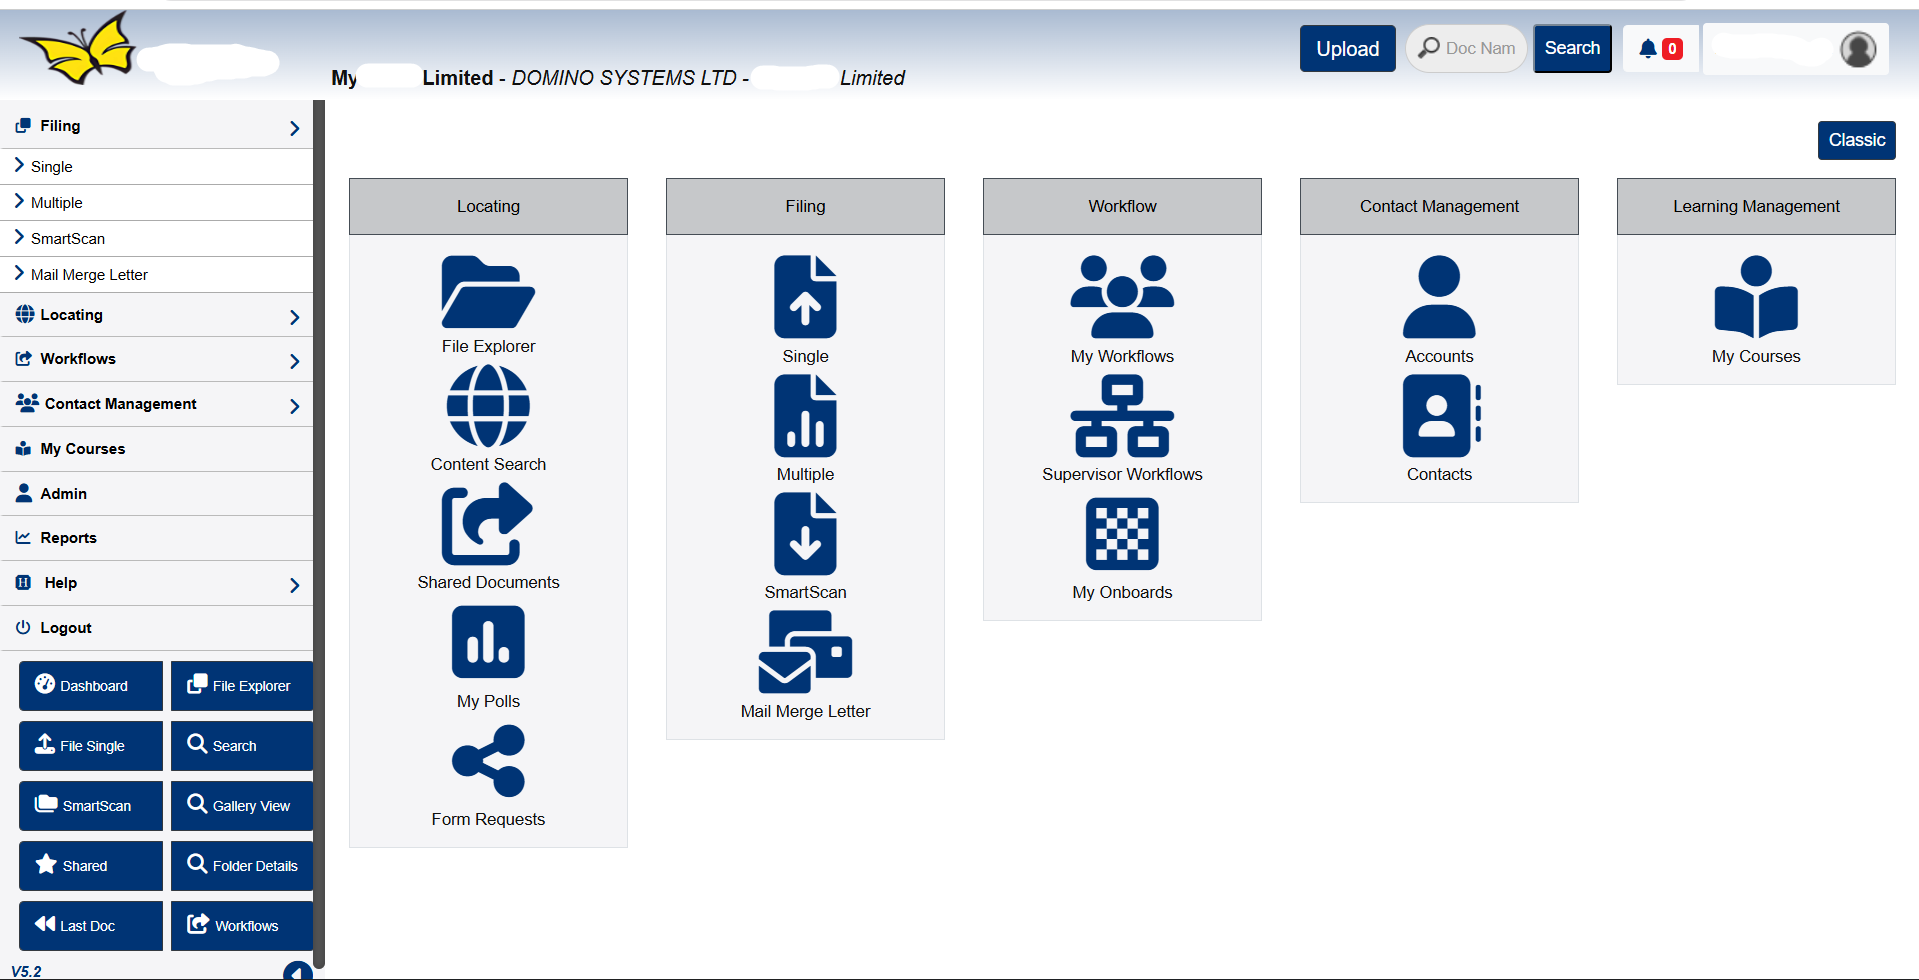 Upload
Doc Nam
Search
0
My Limited - DOMINO SYSTEMS LTD - Limited
Classic
Filing
Single
Multiple
SmartScan
Mail Merge Letter
Locating
Workflows
Contact Management
My Courses
Admin
Reports
H Help
Logout
Dashboard
File Explorer
File Single
Search
SmartScan
Gallery View
Shared
Folder Details
Last Doc
Workflows
V5.2
Locating
File Explorer
Content Search
Shared Documents
My Polls
Form Requests
Filing
Single
Multiple
SmartScan
Mail Merge Letter
Workflow
My Workflows
Supervisor Workflows
My Onboards
Contact Management
Accounts
Contacts
Learning Management
My Courses